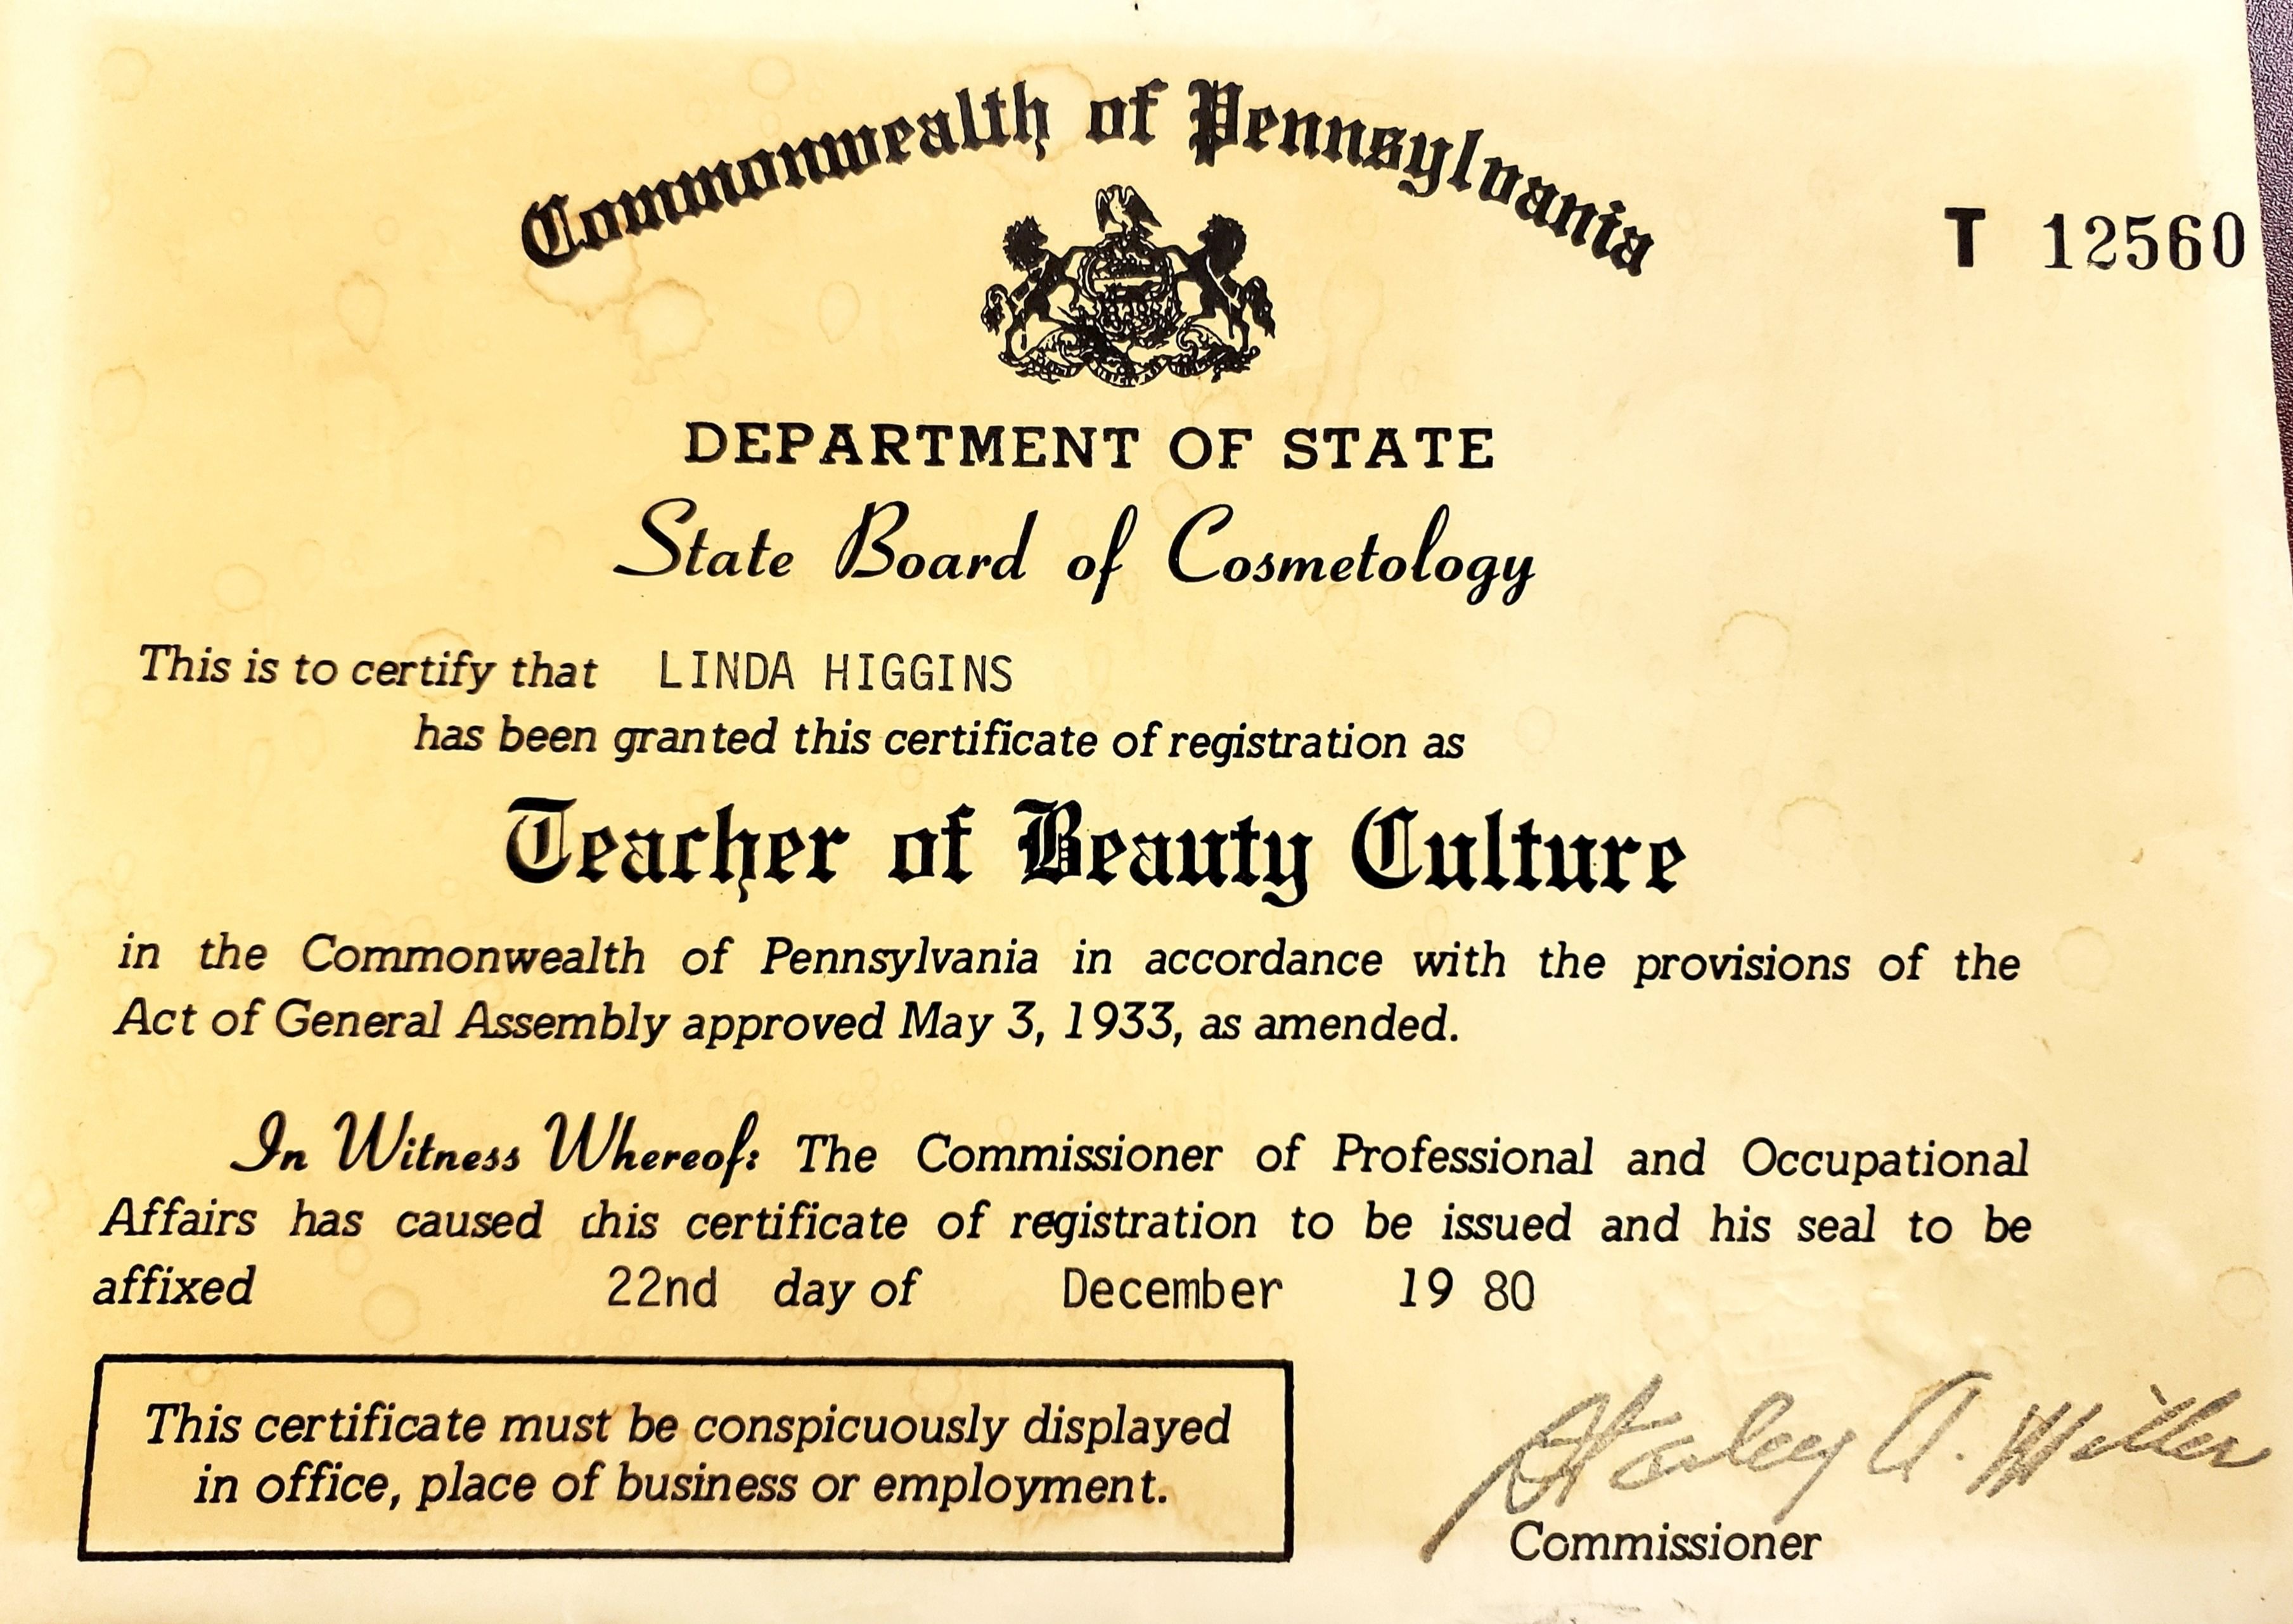 Commonwealth of Pennsylvania
T 12560
DEPARTMENT OF STATE
State Board of Cosmetology
This is to certify that LINDA HIGGINS
has been granted this certificate of registration as
Teacher of Beauty Culture
in the Commonwealth of Pennsylvania in accordance with the provisions of the
Act of General Assembly approved May 3, 1933, as amended.
In Witness Whereof: The Commissioner of Professional and Occupational
Affairs has caused this certificate of registration to be issued and his seal to be
affixed 22nd day of December 19 80
This certificate must be conspicuously displayed
in office, place of business or employment.
A. Miller
Commissioner